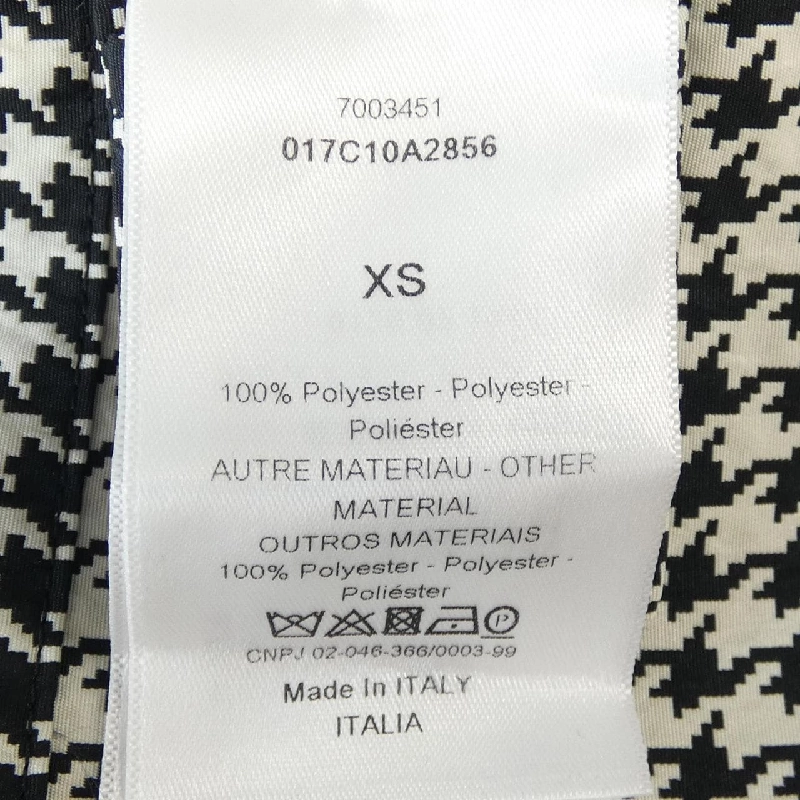 7003451
017C10A2856
XS
100% Polyester - Polyester -
Poliéster
AUTRE MATERIAU - OTHER
MATERIAL
OUTROS MATERIAIS
100% Polyester - Polyester -
Poliéster
P
CNPJ 02-046-366/0003-99
Made In ITALY
ITALIA